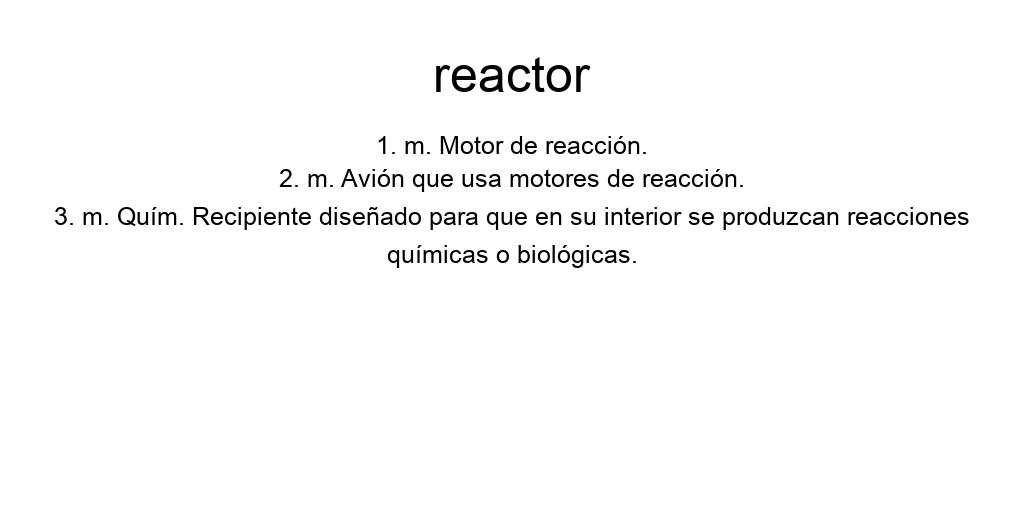 reactor
1. m. Motor de reacción.
2. m. Avión que usa motores de reacción.
3. m. Quím. Recipiente diseñado para que en su interior se produzcan reacciones
químicas o biológicas.